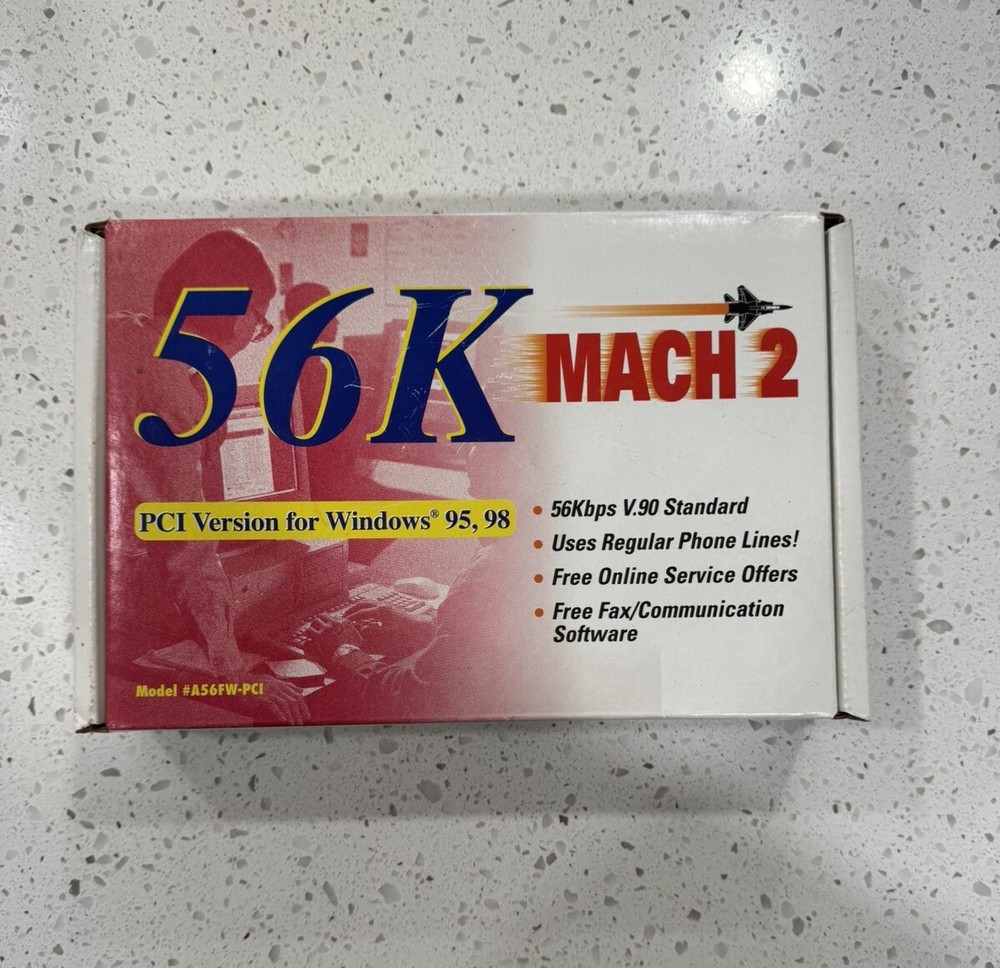 56K
MACH 2
PCI Version for Windows® 95, 98
• 56Kbps V.90 Standard
• Uses Regular Phone Lines!
• Free Online Service Offers
• Free Fax/Communication
Software
Model #A56FW-PCI